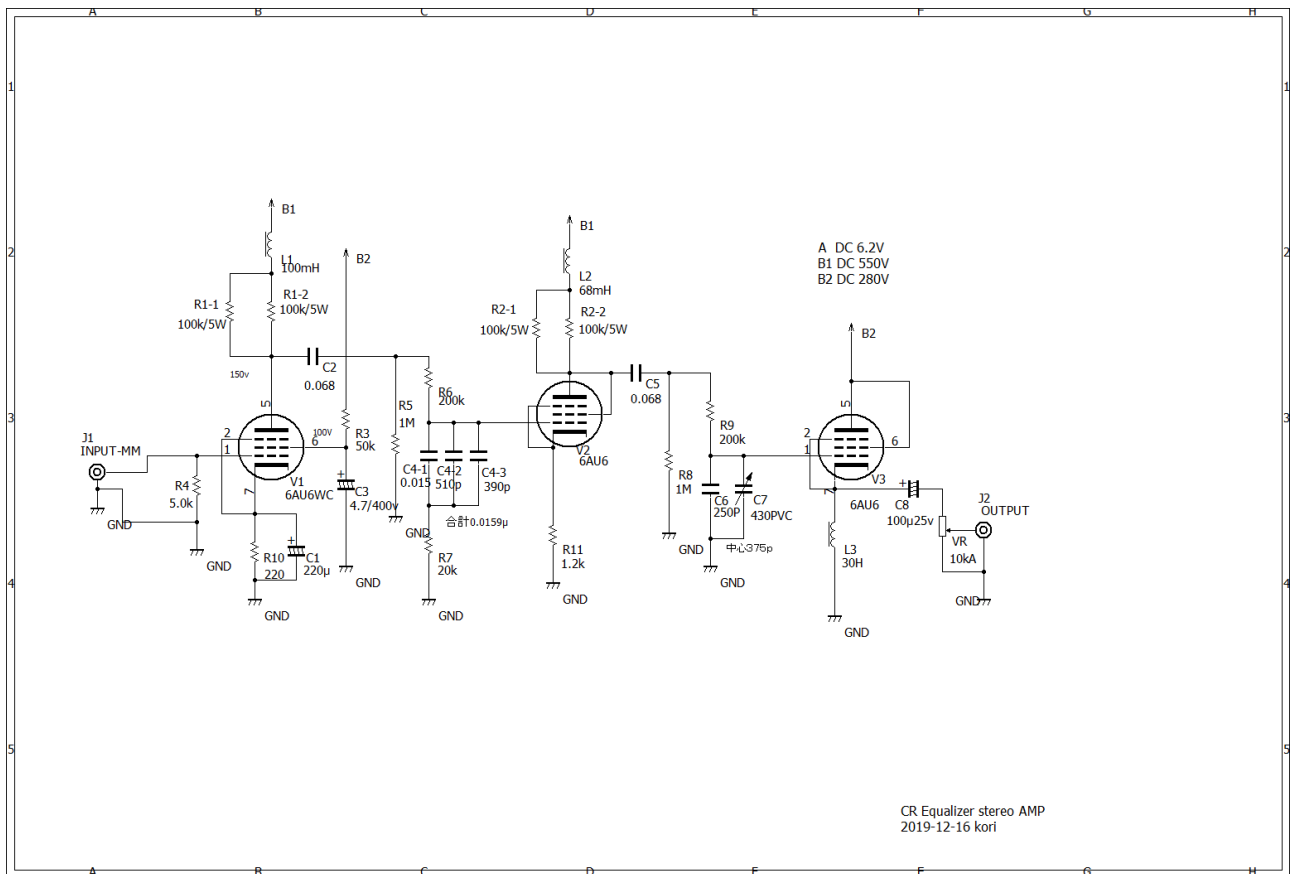 A B C D E F G H
1
1
B1
B1
2
B2
2
A DC 6.2V
L1
100mH
L2
68mH
B1 DC 550V
B2 DC 280V
R1-1
100k/5W
R1-2
100k/5W
R2-1
100k/5W
R2-2
100k/5W
B2
150v
C2
0.068
C5
0.068
R6
200k
R5
1M
3
3
5
100V
R3
50k
R9
200k
5
J1
INPUT-MM
2
1
6
7
V1
6AU6WC
R4
5.0k
C3
4.7/400v
C4-1
0.015
C4-2
510p
C4-3
390p
合計0.0159μ
V2
6AU6
R8
1M
C6
250P
C7
430PVC
中心375p
2
1
6
7
V3
6AU6
C8
100μ25v
J2
OUTPUT
VR
10kA
GND
GND
R10
220
C1
220μ
GND
GND
GND
R7
20k
GND
R11
1.2k
GND
GND
GND
L3
30H
GND
GND
GND
4
4
5
5
CR Equalizer stereo AMP
2019-12-16 kori
A B C D E F G H